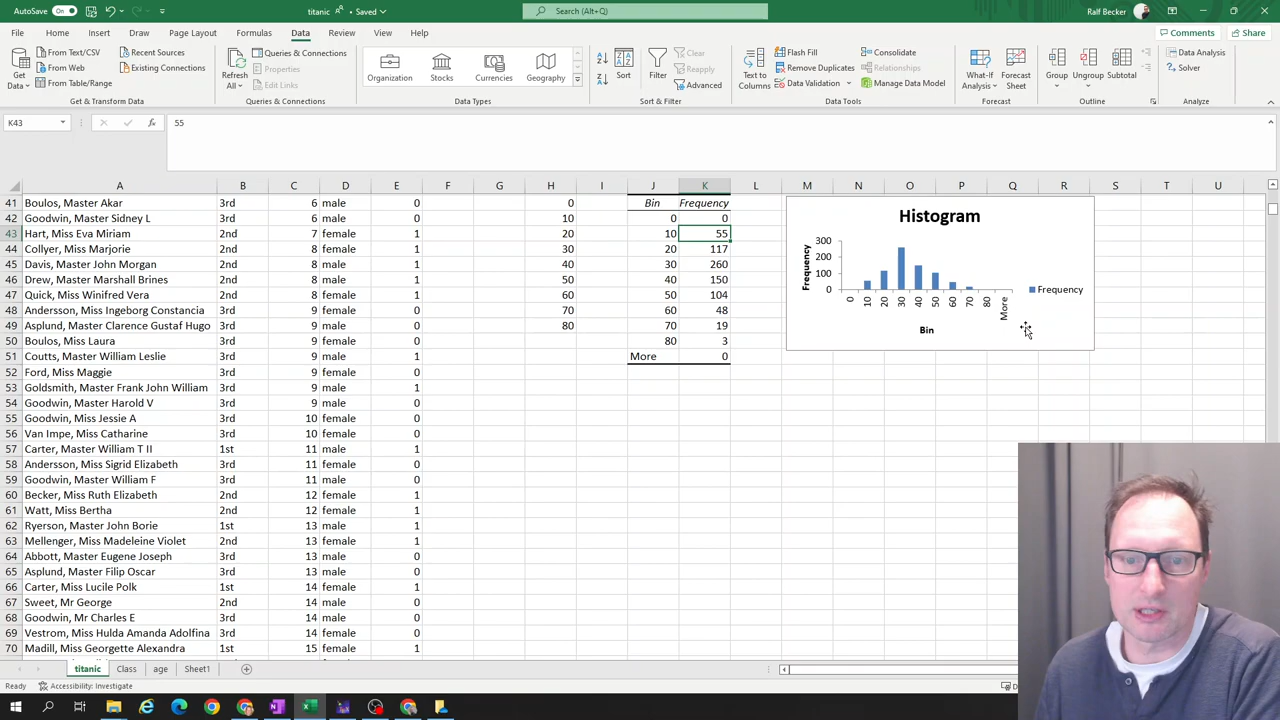 AutoSave On titanic Saved Search (Alt+Q) Ralf Becker
File Home Insert Draw Page Layout Formulas Data Review View Help Comments Share
Get Data From Text/CSV From Web From Table/Range Recent Sources Existing Connections
Refresh All Queries & Connections Properties Edit Links
Organization Stocks Currencies Geography
Sort Filter Clear Reapply Advanced
Text to Columns Flash Fill Remove Duplicates Data Validation Consolidate Relationships Manage Data Model
What-If Analysis Forecast Sheet Group Ungroup Subtotal Data Analysis Solver
Get & Transform Data Queries & Connections Data Types Sort & Filter Data Tools Forecast Outline Analyze
K43 fx 55
A B C D E F G H I J K L M N O P Q R S T U
41 Boulos, Master Akar 3rd 6 male 0 0 Bin Frequency
42 Goodwin, Master Sidney L 3rd 6 male 0 10 0 0
43 Hart, Miss Eva Miriam 2nd 7 female 1 20 10 55
44 Collyer, Miss Marjorie 2nd 8 female 1 30 20 117
45 Davis, Master John Morgan 2nd 8 male 1 40 30 260
46 Drew, Master Marshall Brines 2nd 8 male 1 50 40 150
47 Quick, Miss Winifred Vera 2nd 8 female 1 60 50 104
48 Andersson, Miss Ingeborg Constancia 3rd 9 female 0 70 60 48
49 Asplund, Master Clarence Gustaf Hugo 3rd 9 male 0 80 70 19
50 Boulos, Miss Laura 3rd 9 female 0 80 3
51 Coutts, Master William Leslie 3rd 9 male 1 More 0
52 Ford, Miss Maggie 3rd 9 female 0
53 Goldsmith, Master Frank John William 3rd 9 male 1
54 Goodwin, Master Harold V 3rd 9 male 0
55 Goodwin, Miss Jessie A 3rd 10 female 0
56 Van Impe, Miss Catharine 3rd 10 female 0
57 Carter, Master William T II 1st 11 male 1
58 Andersson, Miss Sigrid Elizabeth 3rd 11 female 0
59 Goodwin, Master William F 3rd 11 male 0
60 Becker, Miss Ruth Elizabeth 2nd 12 female 1
61 Watt, Miss Bertha 2nd 12 female 1
62 Ryerson, Master John Borie 1st 13 male 1
63 Mellenger, Miss Madeleine Violet 2nd 13 female 1
64 Abbott, Master Eugene Joseph 3rd 13 male 0
65 Asplund, Master Filip Oscar 3rd 13 male 0
66 Carter, Miss Lucile Polk 1st 14 female 1
67 Sweet, Mr George 2nd 14 male 0
68 Goodwin, Mr Charles E 3rd 14 male 0
69 Vestrom, Miss Hulda Amanda Adolfina 3rd 14 female 0
70 Madill, Miss Georgette Alexandra 1st 15 female 1
Histogram
Frequency
300
200
100
0
0 10 20 30 40 50 60 70 80 More
Bin
Frequency
titanic Class age Sheet1
Ready Accessibility: Investigate